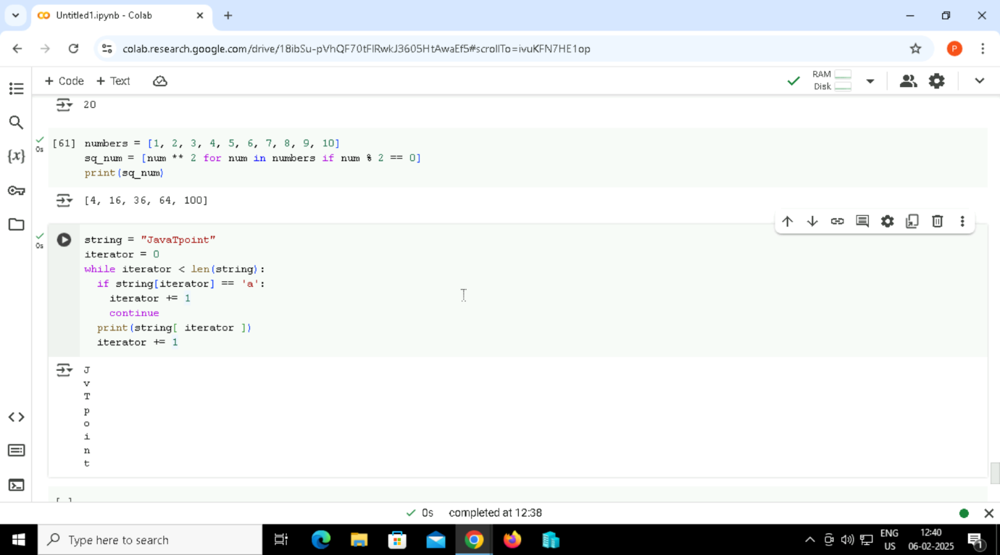 Untitled1.ipynb - Colab
colab.research.google.com/drive/18ibSu-pVhQF70tFlRwkJ3605HtAwaEf5#scrollTo=ivuKFN7HE1op
P
+ Code + Text
RAM
Disk
20
0s
[61] numbers = [1, 2, 3, 4, 5, 6, 7, 8, 9, 10]
sq_num = [num ** 2 for num in numbers if num % 2 == 0]
print(sq_num)
[4, 16, 36, 64, 100]
{x}
0s
string = "JavaTpoint"
iterator = 0
while iterator < len(string):
if string[iterator] == 'a':
iterator += 1
continue
print(string[ iterator ])
iterator += 1
J
v
T
p
o
i
n
t
[ ]
0s completed at 12:38
Type here to search
ENG
US
12:40
06-02-2025
1